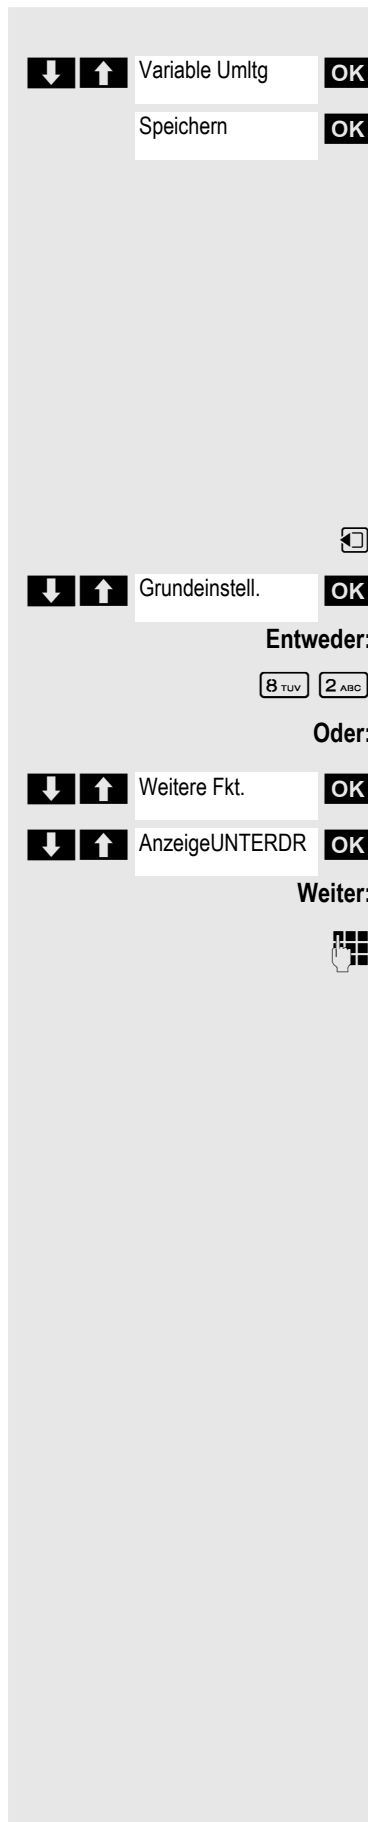 Variable Umltg OK
Speichern OK
Grundeinstell. OK
Entweder:
8 TUV 2 ABC
Oder:
Weitere Fkt. OK
AnzeigeUNTERDR OK
Weiter: